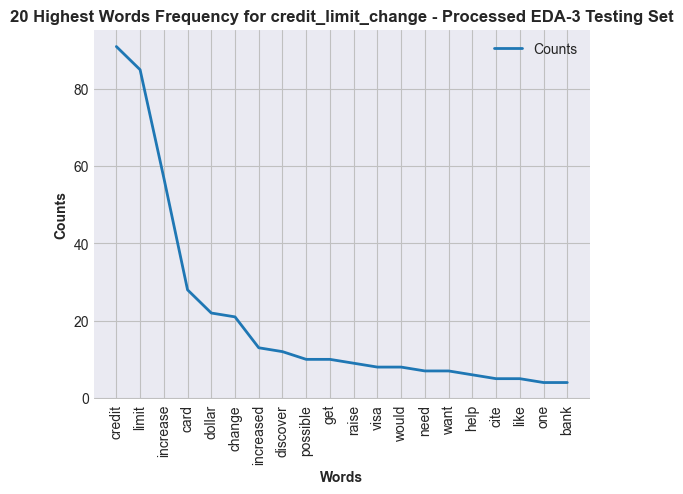 20 Highest Words Frequency for credit_limit_change - Processed EDA-3 Testing Set
Counts
Counts
80
60
40
20
0
credit
limit
increase
card
dollar
change
increased
discover
possible
get
raise
visa
would
need
want
help
cite
like
one
bank
Words